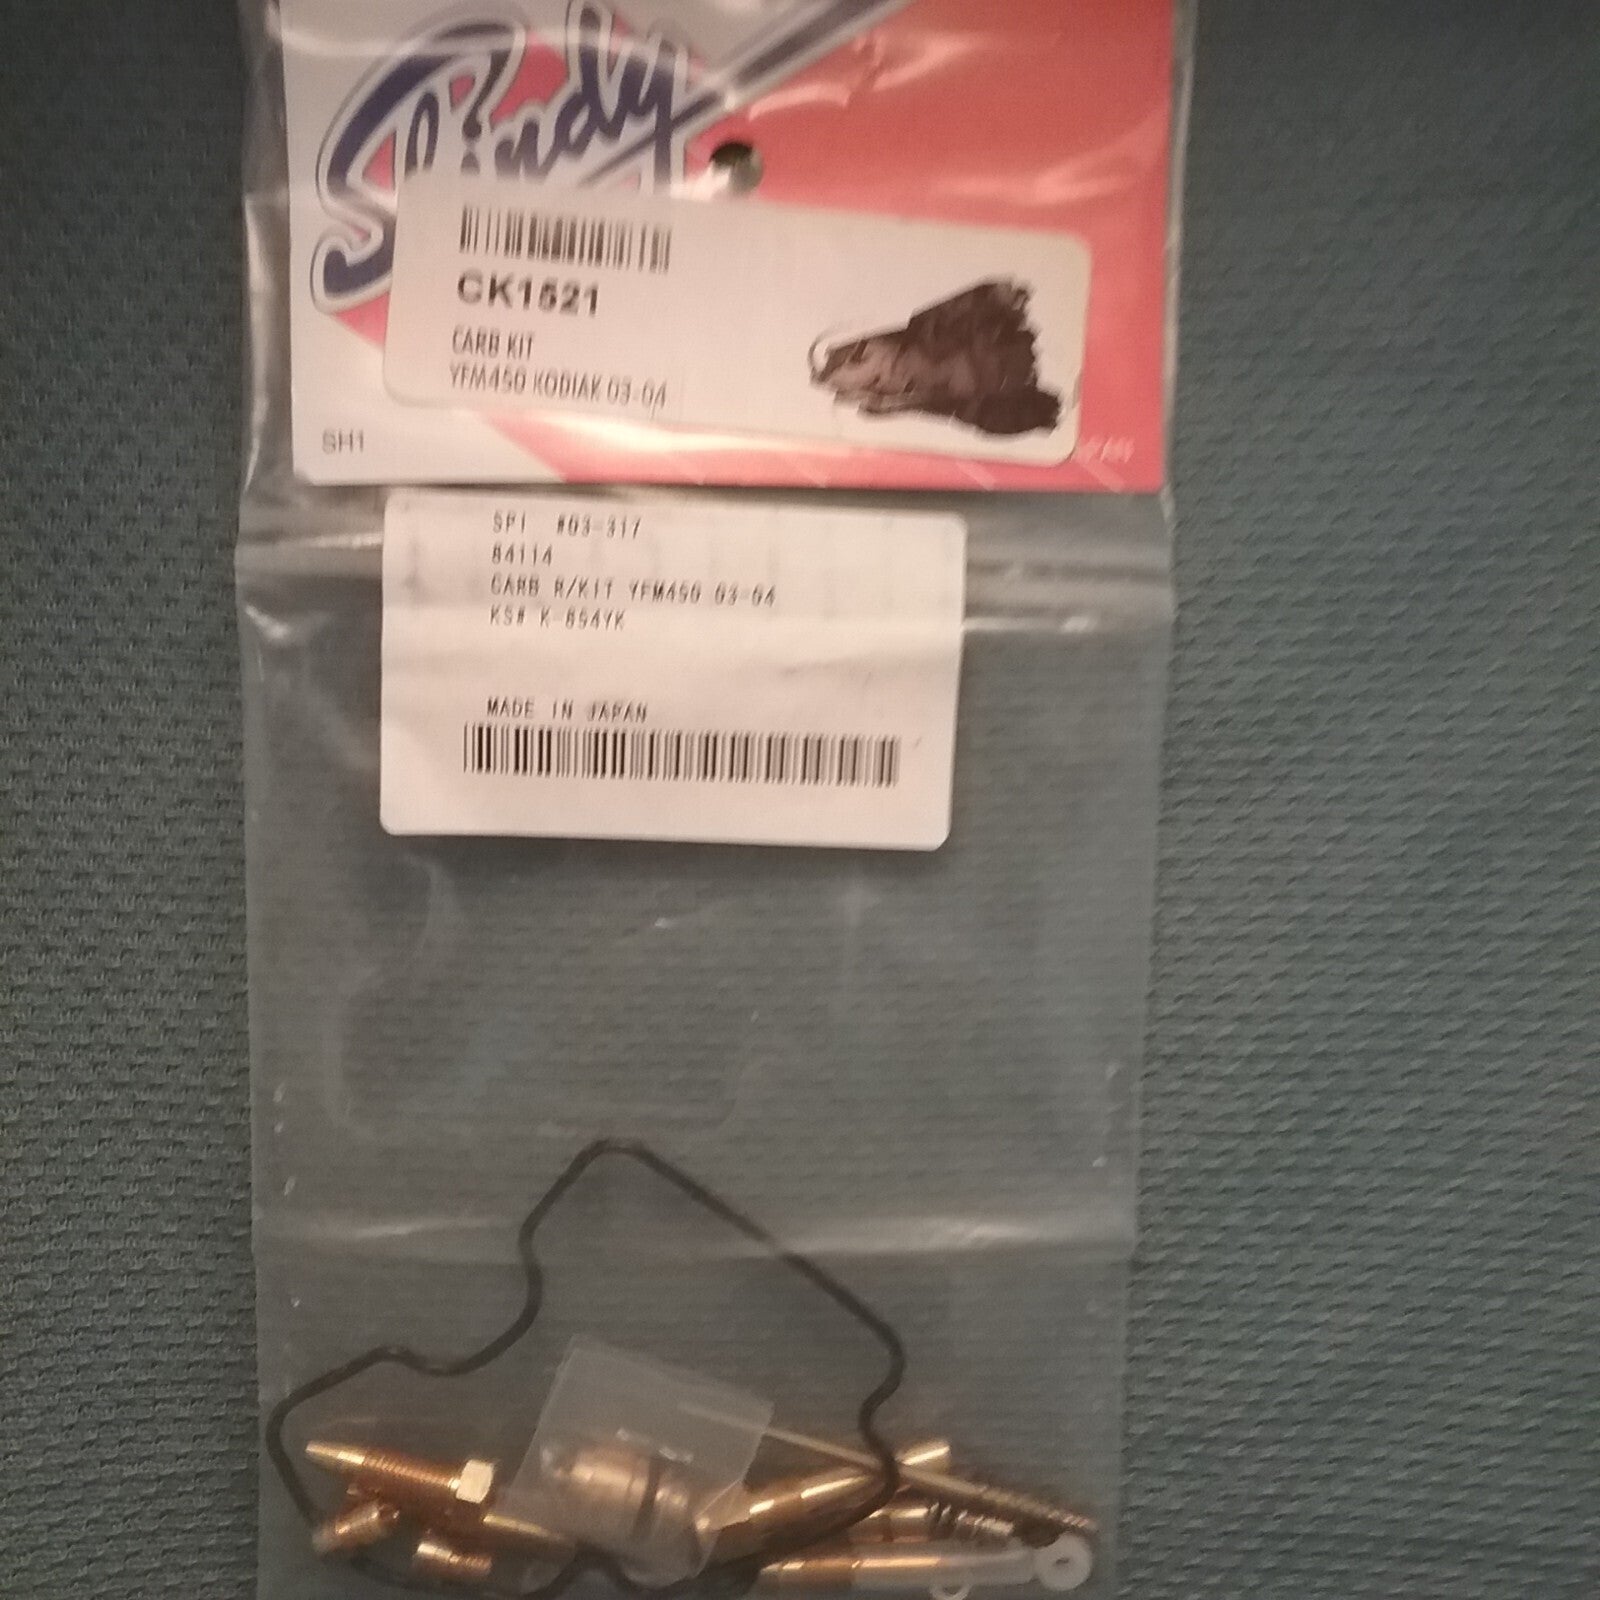 Shindy
CK1521
CARB KIT
YFM450 KODIAK 03-04
SH1
SPI #03-317
84114
CARB R/KIT YFM450 03-04
KS# K-854YK
MADE IN JAPAN